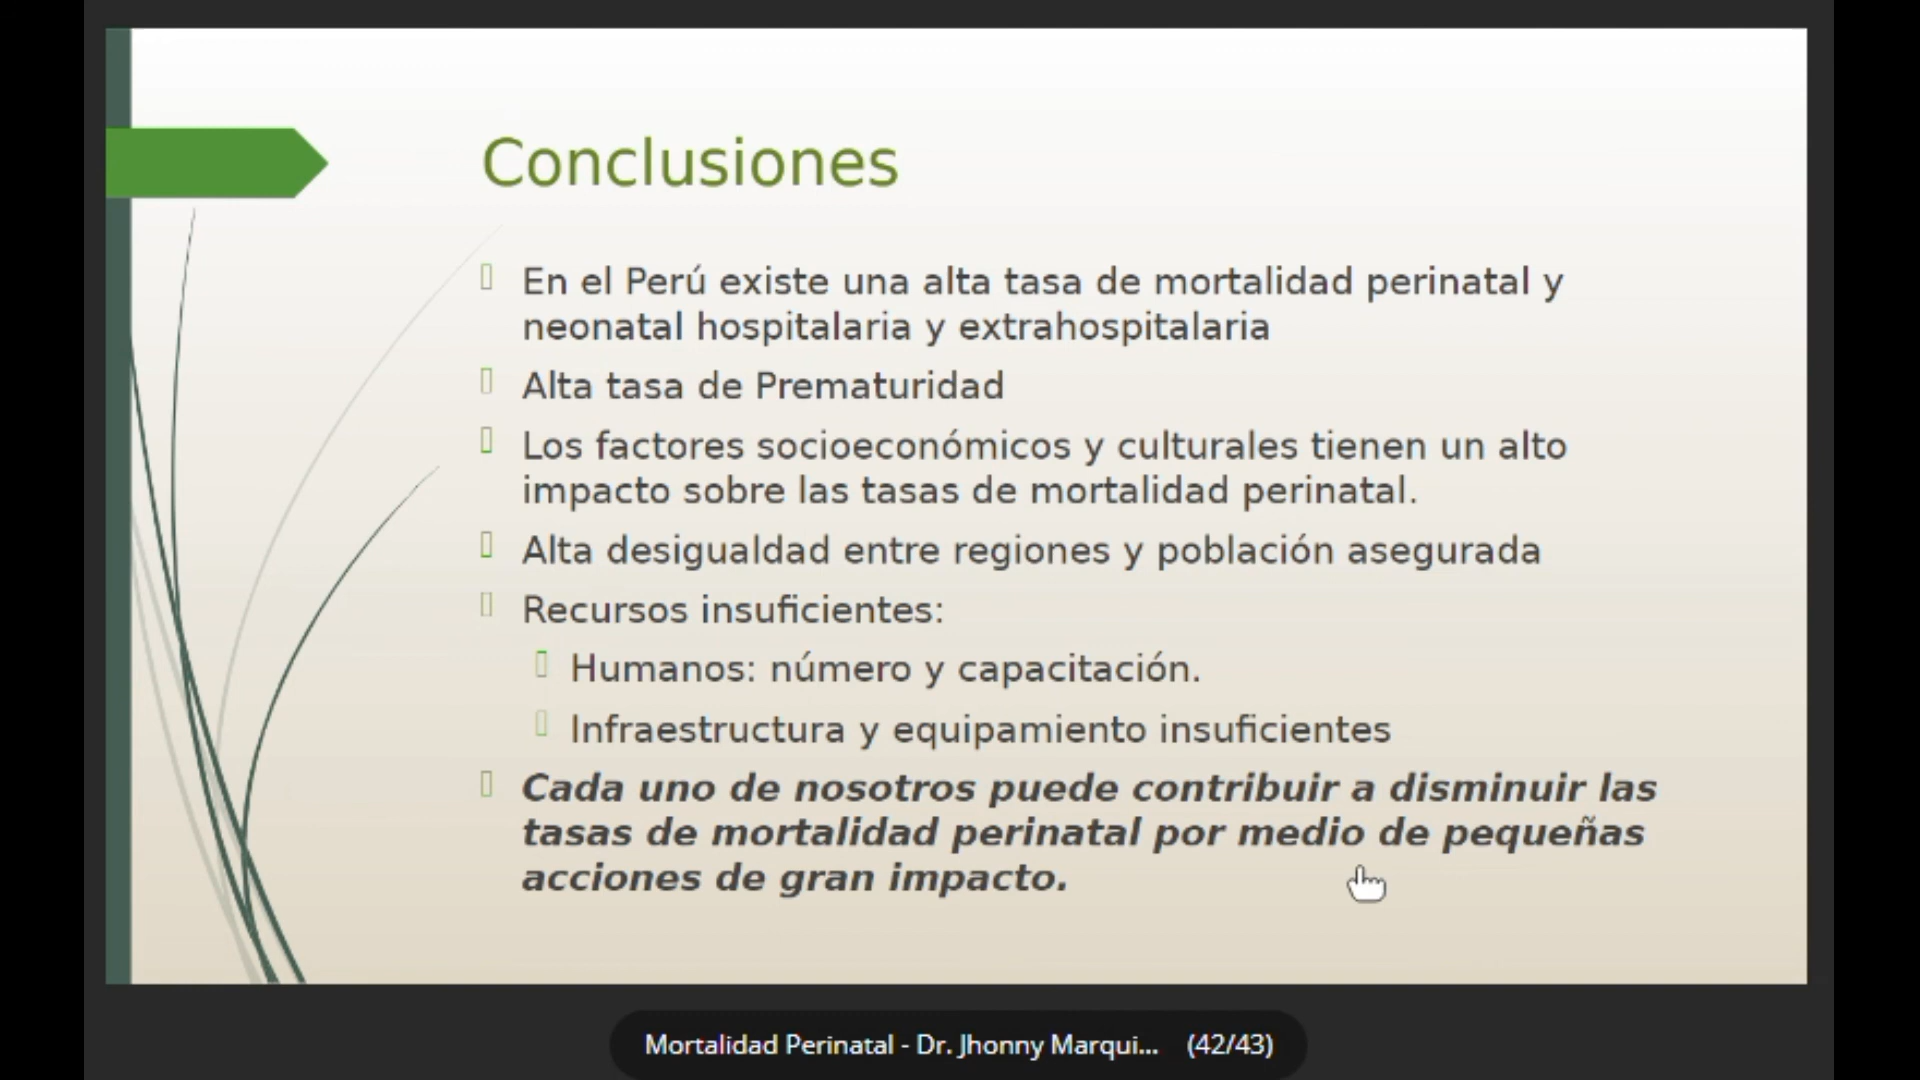 Conclusiones
En el Perú existe una alta tasa de mortalidad perinatal y
neonatal hospitalaria y extrahospitalaria
Alta tasa de Prematuridad
Los factores socioeconómicos y culturales tienen un alto
impacto sobre las tasas de mortalidad perinatal.
Alta desigualdad entre regiones y población asegurada
Recursos insuficientes:
Humanos: número y capacitación.
Infraestructura y equipamiento insuficientes
Cada uno de nosotros puede contribuir a disminuir las
tasas de mortalidad perinatal por medio de pequeñas
acciones de gran impacto.
Mortalidad Perinatal - Dr. Jhonny Marqui... (42/43)